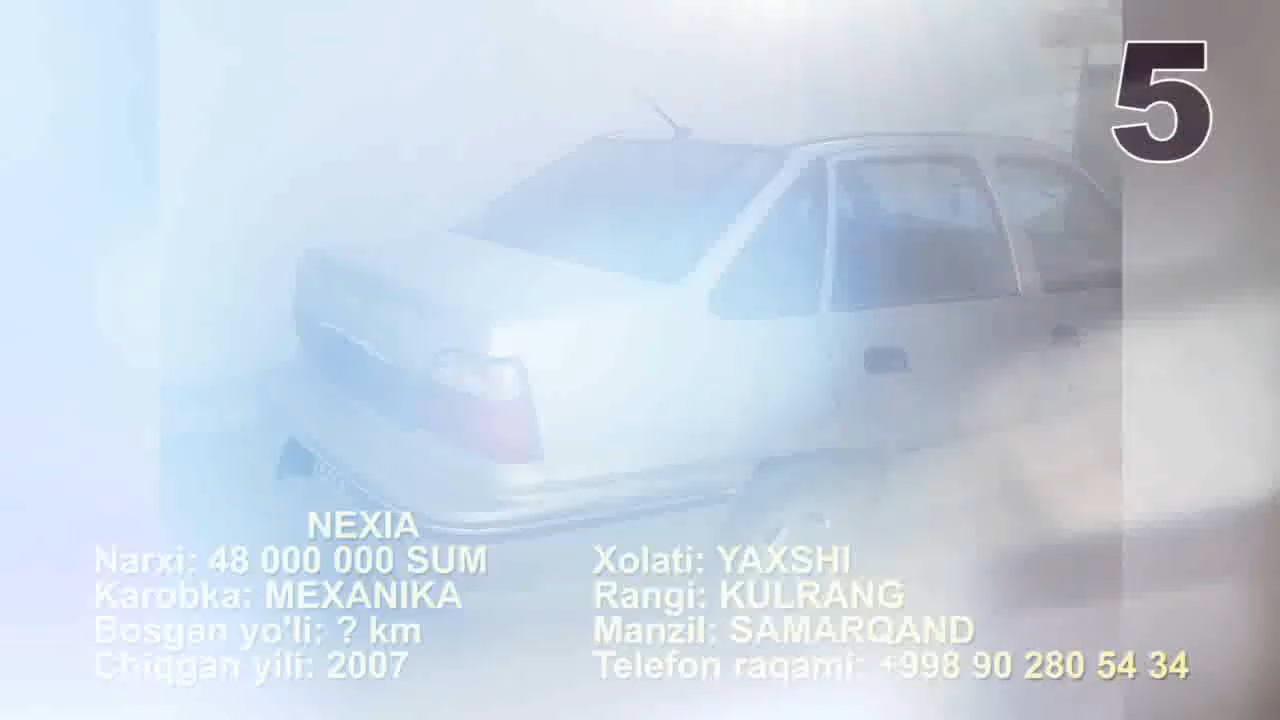 5
NEXIA
Narxi: 48 000 000 SUM
Karobka: MEXANIKA
Bosgan yo'li: ? km
Chiqgan yili: 2007
Xolati: YAXSHI
Rangi: KULRANG
Manzil: SAMARQAND
Telefon raqami: +998 90 280 54 34